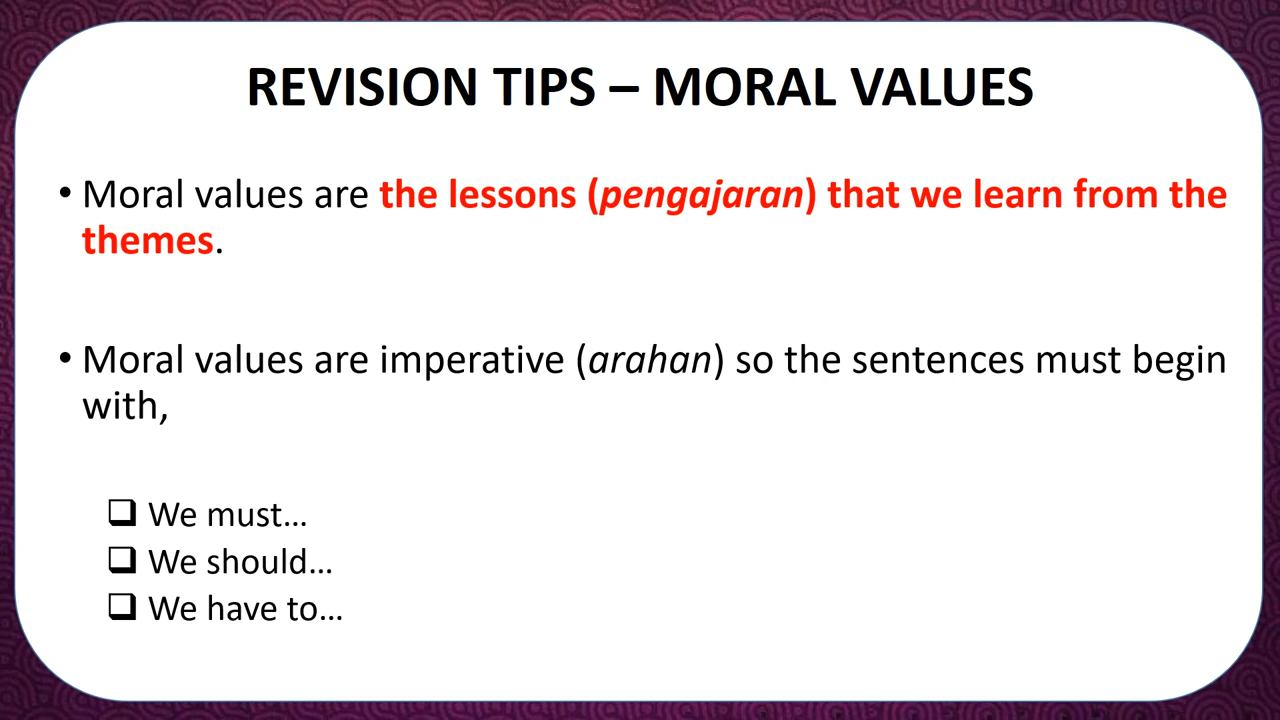 REVISION TIPS – MORAL VALUES
• Moral values are the lessons (pengajaran) that we learn from the
themes.
• Moral values are imperative (arahan) so the sentences must begin
with,
❑ We must…
❑ We should…
❑ We have to…